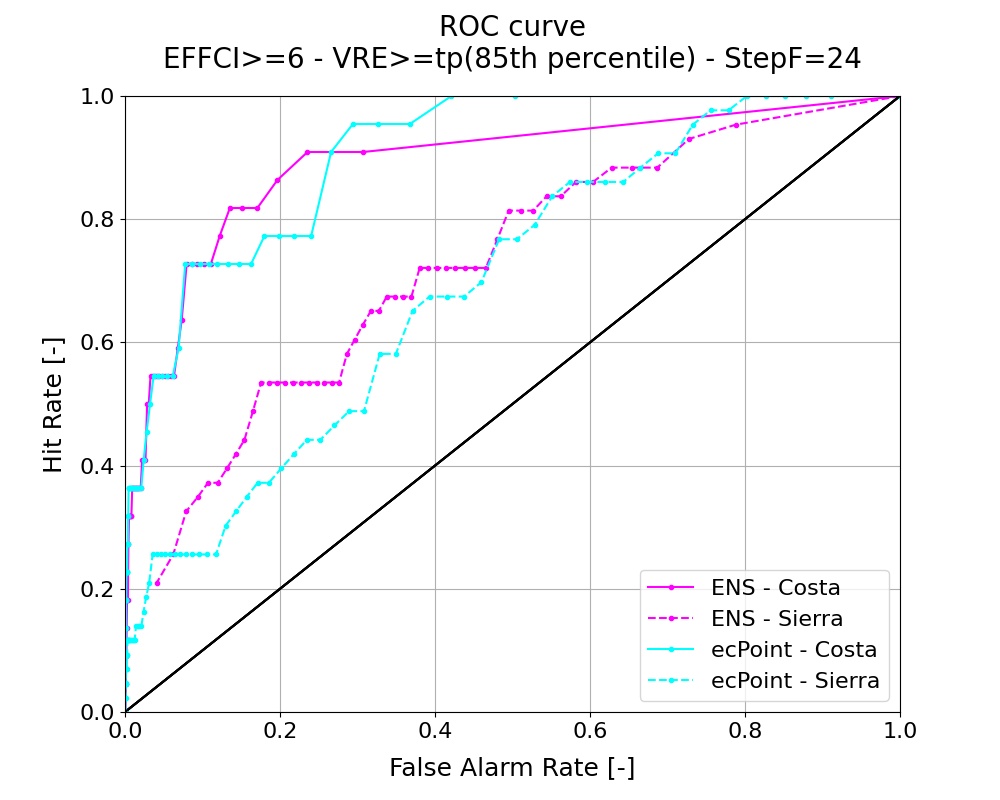 ROC curve
EFFCI>=6 - VRE>=tp(85th percentile) - StepF=24
1.0
0.8
0.6
0.4
0.2
0.0
Hit Rate [-]
0.0 0.2 0.4 0.6 0.8 1.0
False Alarm Rate [-]
ENS - Costa
ENS - Sierra
ecPoint - Costa
ecPoint - Sierra